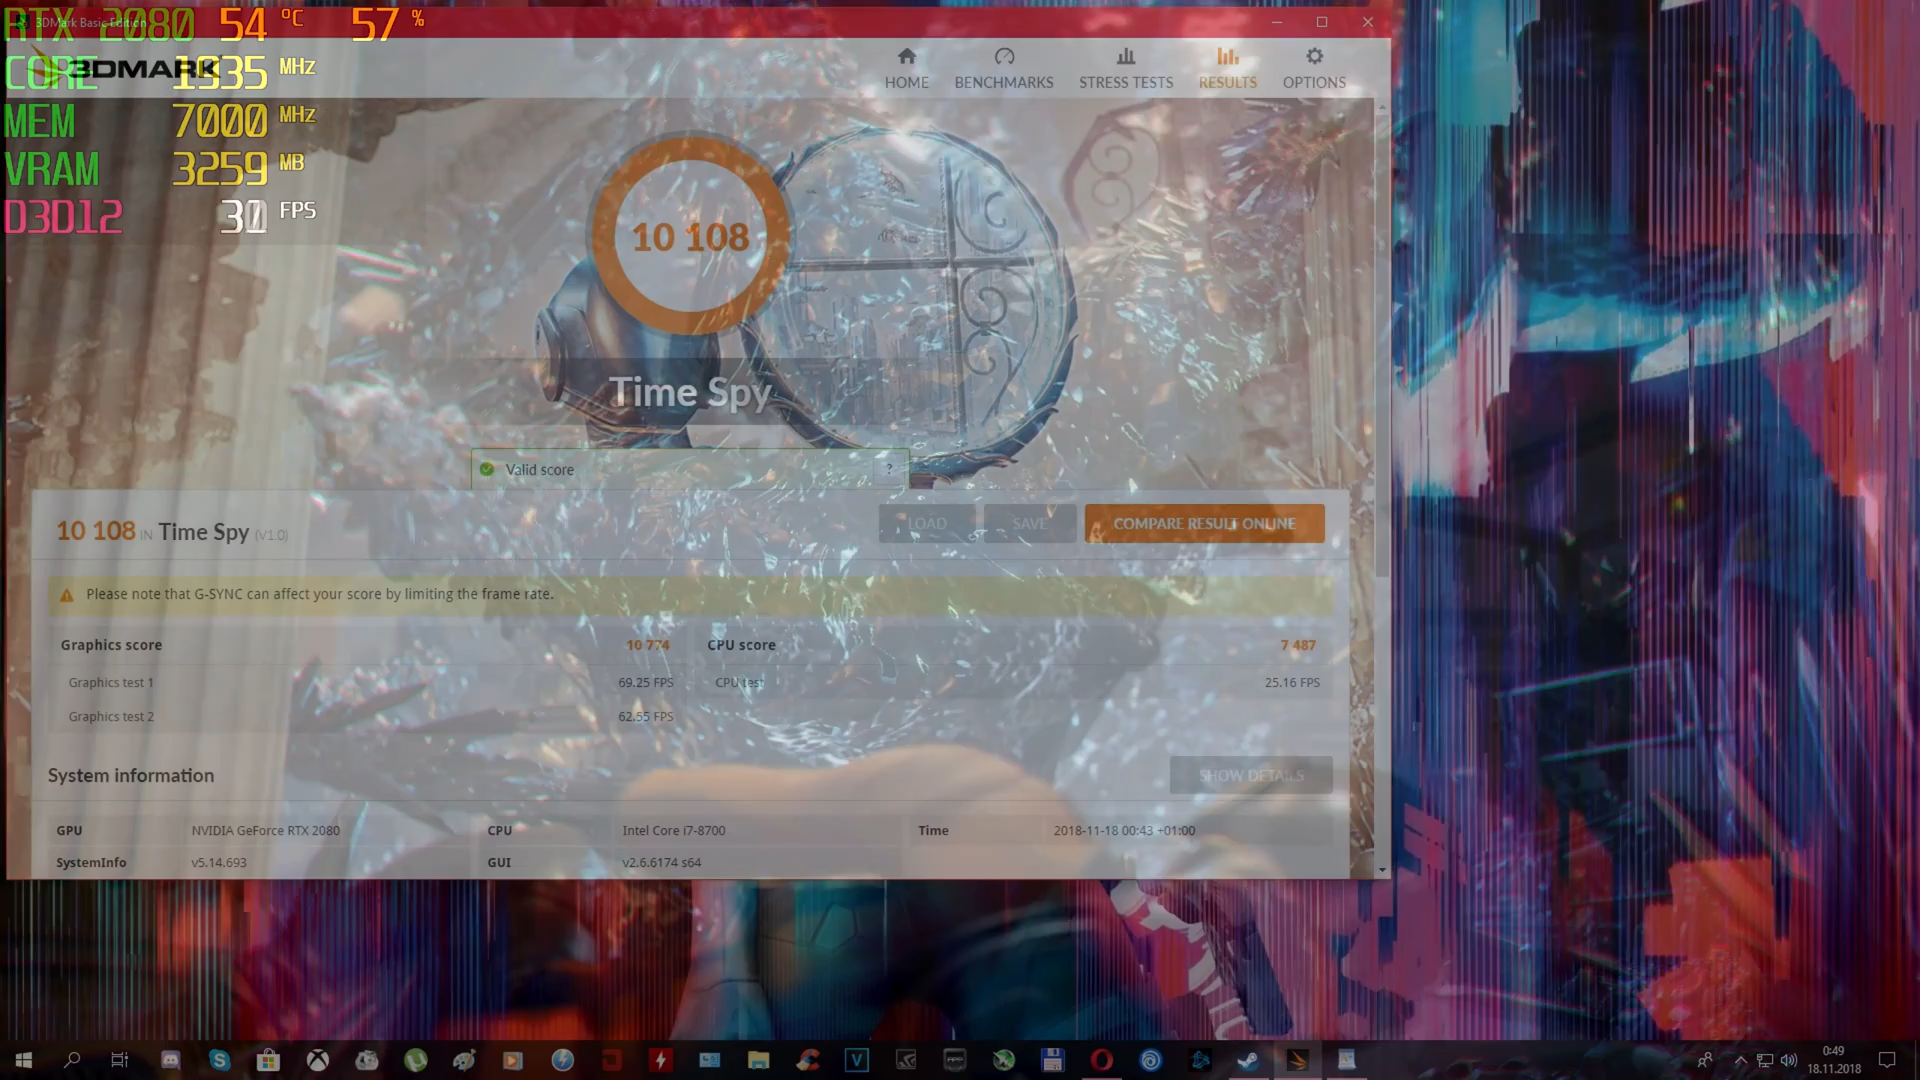 3DMark Basic Edition
RTX 2080 54 °C 57 %
3DMARK
CORE 1935 MHz
MEM 7000 MHz
VRAM 3259 MB
D3D12 FPS
HOME BENCHMARKS STRESS TESTS RESULTS OPTIONS
10 108
Time Spy
Valid score ?
10 108 IN Time Spy (V1.0)
LOAD SAVE COMPARE RESULT ONLINE
Please note that G-SYNC can affect your score by limiting the frame rate.
Graphics score 10 774 CPU score 7 487
Graphics test 1 69.25 FPS CPU test 25.16 FPS
Graphics test 2 62.55 FPS
System information SHOW DETAILS
GPU NVIDIA GeForce RTX 2080 CPU Intel Core i7-8700 Time 2018-11-18 00:43 +01:00
SystemInfo v5.14.693 GUI v2.6.6174 s64
0:49
18.11.2018